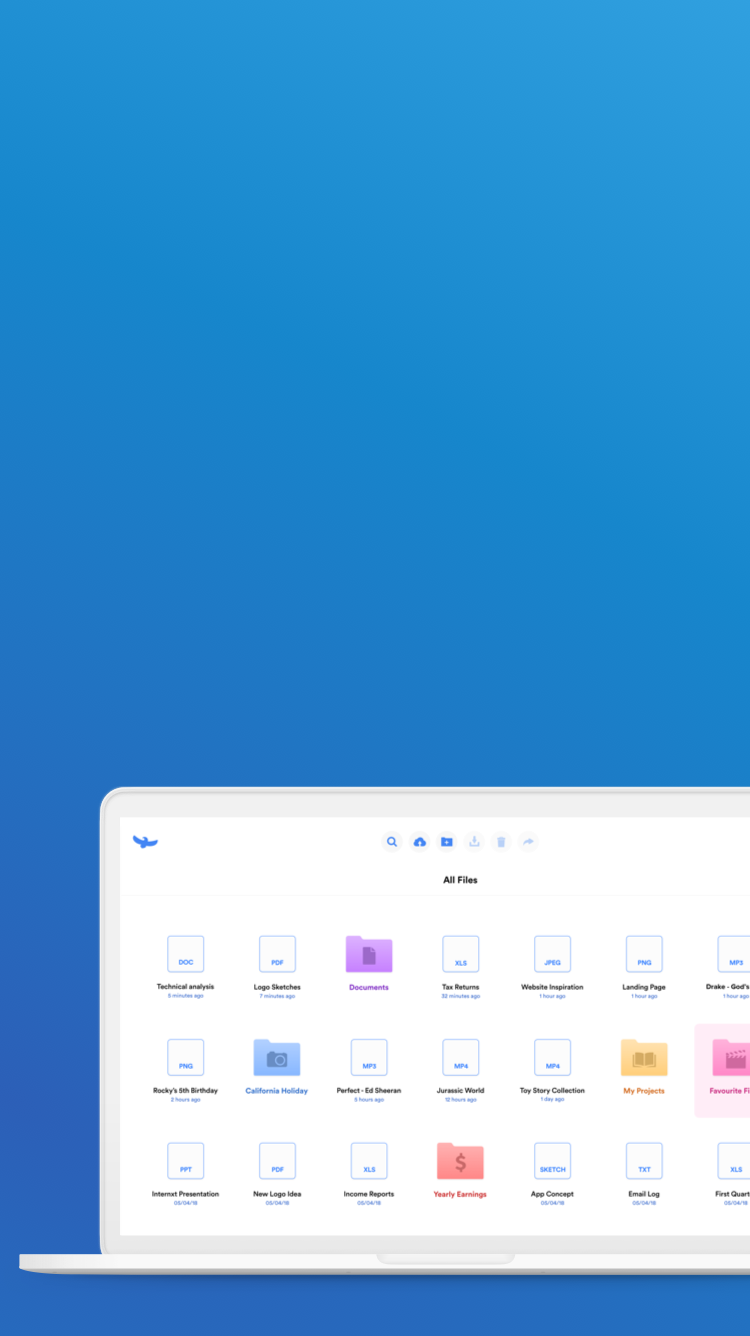 All Files
DOC
PDF
XLS
JPEG
PNG
MP3
Technical analysis
Logo Sketches
Documents
Tax Returns
Website Inspiration
Landing Page
Drake - God's
5 minutes ago
7 minutes ago
32 minutes ago
1 hour ago
1 hour ago
1 hour ago
PNG
MP3
MP4
MP4
Rocky's 5th Birthday
California Holiday
Perfect - Ed Sheeran
Jurassic World
Toy Story Collection
My Projects
Favourite Fi
2 hours ago
5 hours ago
12 hours ago
1 day ago
PPT
PDF
XLS
SKETCH
TXT
XLS
Internxt Presentation
New Logo Idea
Income Reports
Yearly Earnings
App Concept
Email Log
First Quart
05/04/18
05/04/18
05/04/18
05/04/18
05/04/18
05/04/18